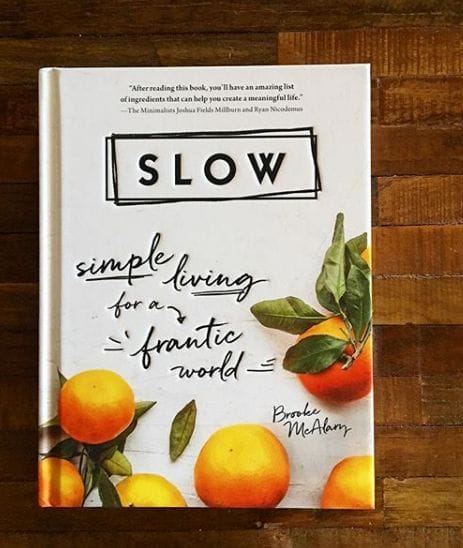 "After reading this book, you'll have an amazing list
of ingredients that can help you create a meaningful life."
—The Minimalists Joshua Fields Millburn and Ryan Nicodemus
SLOW
simple
living
for a
frantic
world
Brooke
McAlary